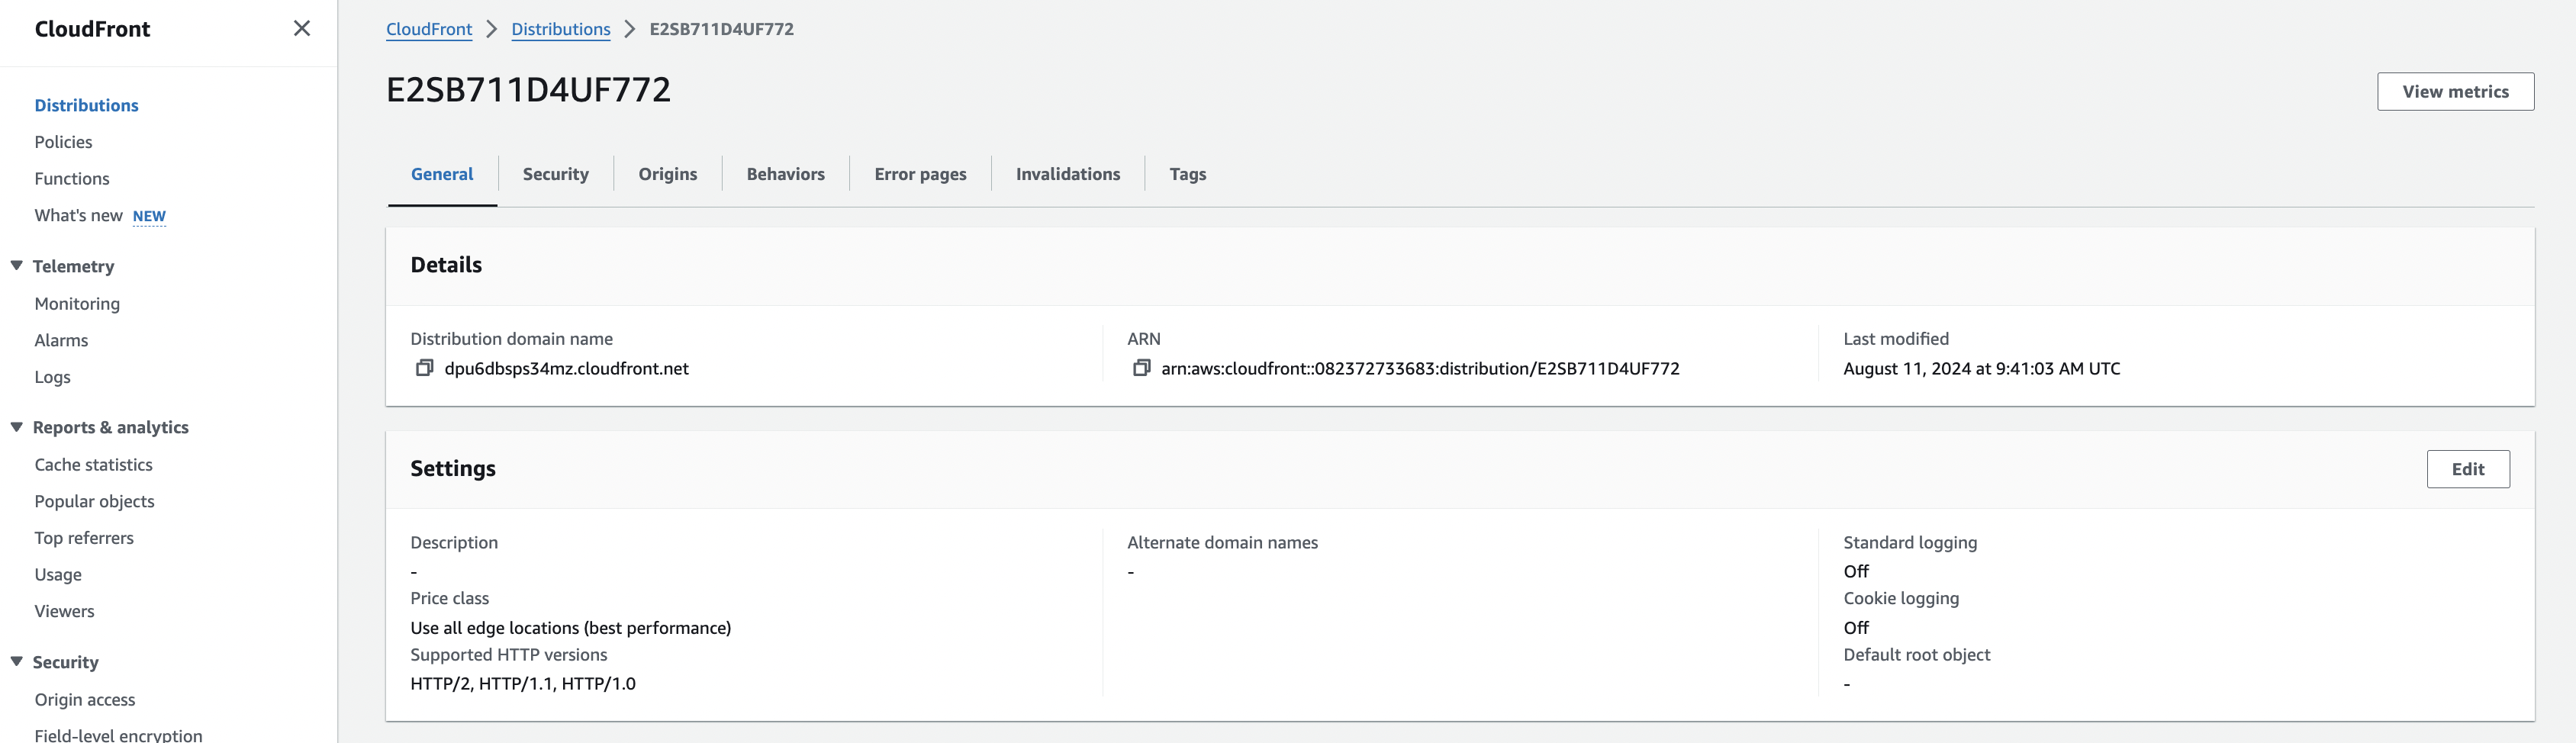 CloudFront
Distributions
Policies
Functions
What's new NEW
Telemetry
Monitoring
Alarms
Logs
Reports & analytics
Cache statistics
Popular objects
Top referrers
Usage
Viewers
Security
Origin access
Field-level encryption
CloudFront > Distributions > E2SB711D4UF772
E2SB711D4UF772
View metrics
General Security Origins Behaviors Error pages Invalidations Tags
Details
Distribution domain name
dpu6dbsps34mz.cloudfront.net
ARN
arn:aws:cloudfront::082372733683:distribution/E2SB711D4UF772
Last modified
August 11, 2024 at 9:41:03 AM UTC
Settings
Edit
Description
-
Price class
Use all edge locations (best performance)
Supported HTTP versions
HTTP/2, HTTP/1.1, HTTP/1.0
Alternate domain names
-
Standard logging
Off
Cookie logging
Off
Default root object
-